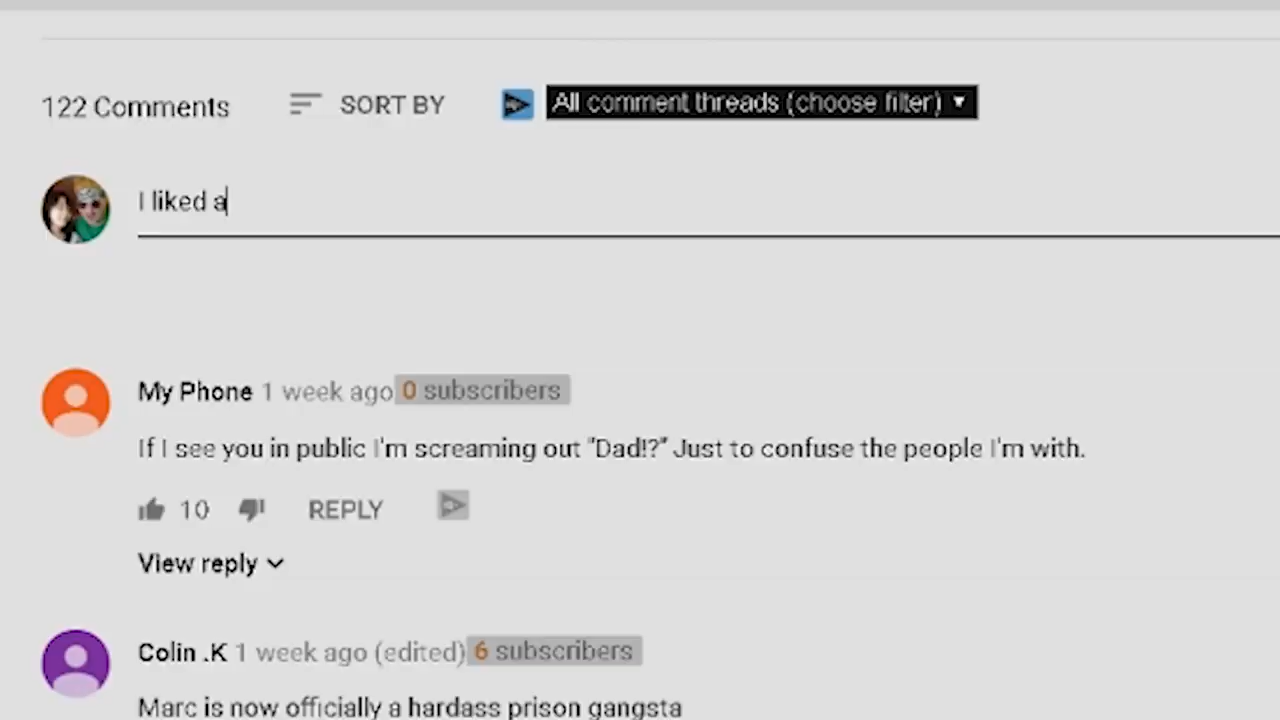 122 Comments SORT BY All comment threads (choose filter)
I liked a
My Phone 1 week ago 0 subscribers
If I see you in public I'm screaming out "Dad!?" Just to confuse the people I'm with.
10 REPLY
View reply
Colin .K 1 week ago (edited) 6 subscribers
Marc is now officially a hardass prison gangsta